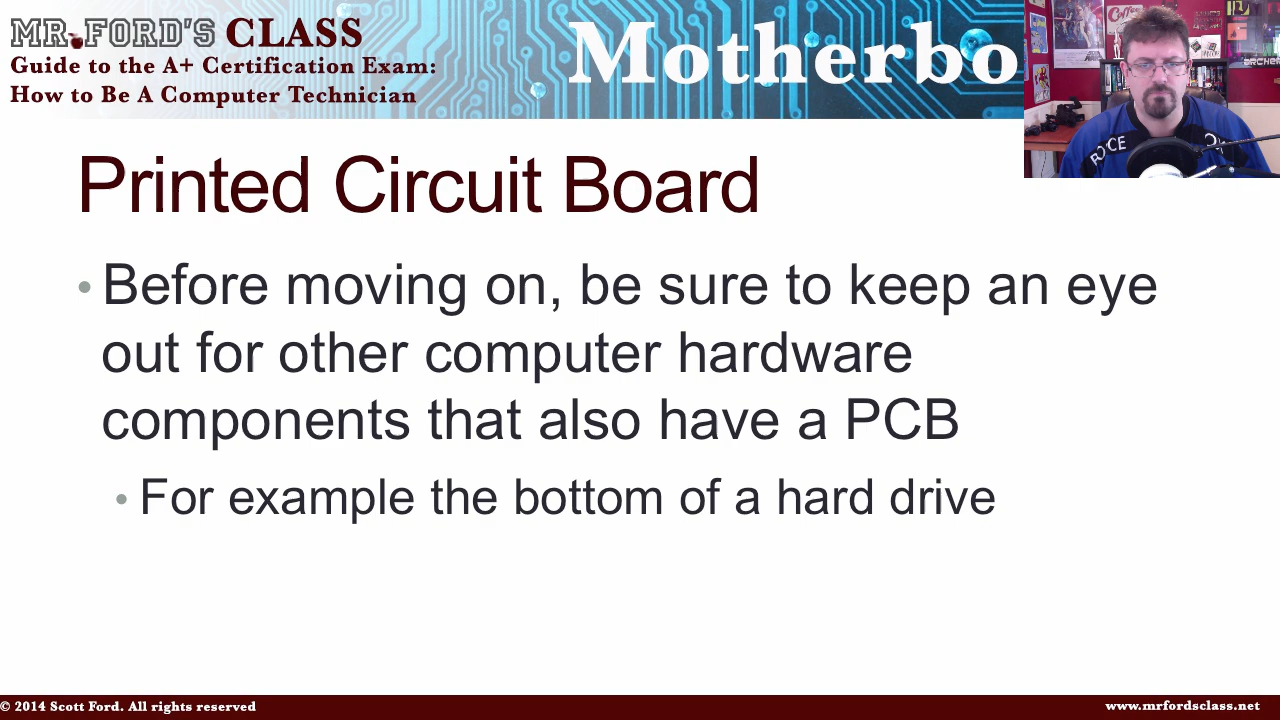 MR. FORD'S CLASS
Guide to the A+ Certification Exam:
How to Be A Computer Technician
Motherbo
Printed Circuit Board
• Before moving on, be sure to keep an eye
out for other computer hardware
components that also have a PCB
• For example the bottom of a hard drive
© 2014 Scott Ford. All rights reserved
www.mrfordsclass.net